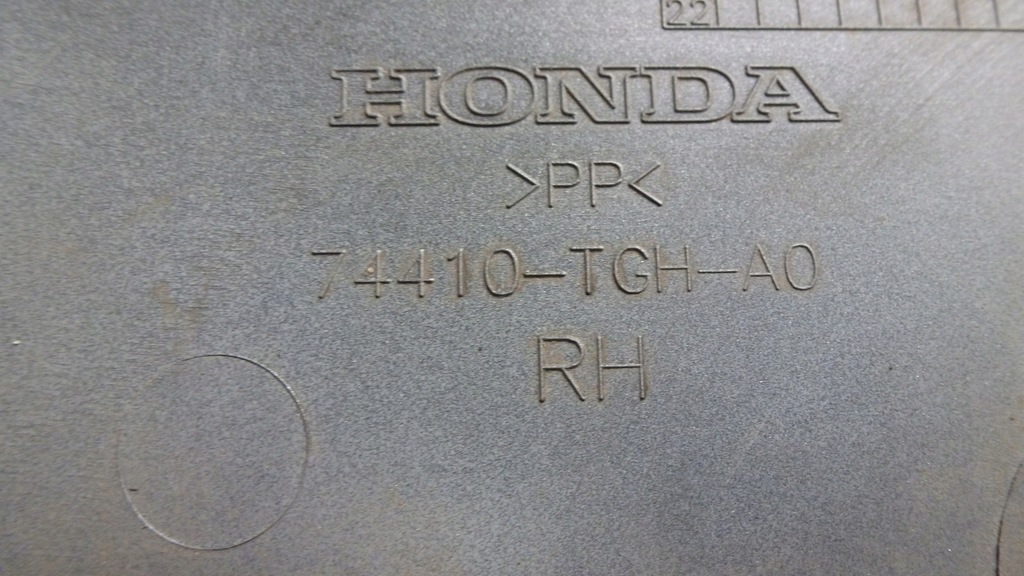 22
HONDA
>PP<
74410-TGH-A0
RH